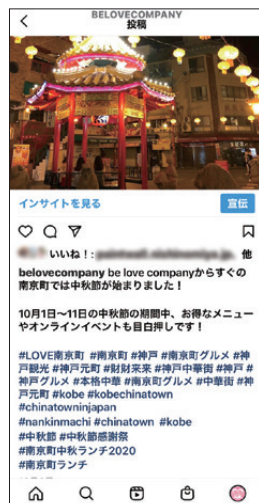 BELOVECOMPANY
投稿
インサイトを見る
宣伝
いいね！: 他
belovecompany be love companyからすぐの
南京町では中秋節が始まりました！
10月1日〜11日の中秋節の期間中、お得なメニュー
やオンラインイベントも目白押しです！
#LOVE南京町 #南京町 #神戸 #南京町グルメ #神
戸観光 #神戸元町 #財財来来 #神戸中華街 #神戸 #
神戸グルメ #本格中華 #南京町グルメ #中華街 #神
戸元町 #kobe #kobechinatown
#chinatowninjapan
#nankinmachi #chinatown #kobe
#中秋節 #中秋節感謝祭
#南京町中秋ランチ2020
#南京町ランチ